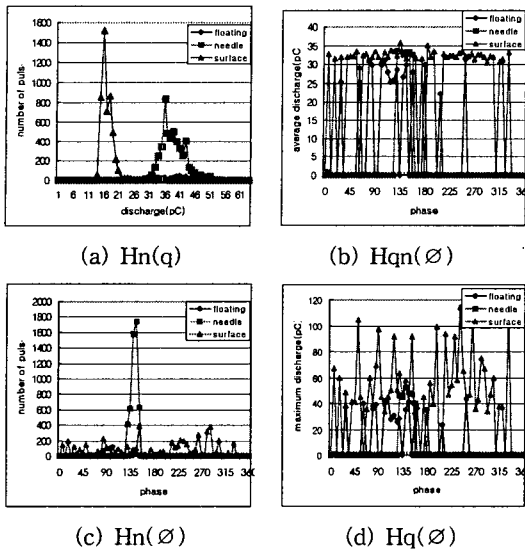 1600
1400
1200
1000
800
600
400
200
0
number of puls
floating
needle
surface
1 6 11 16 21 26 31 36 41 46 51 56 61
discharge(pC)
(a) Hn(q)
40
35
30
25
20
15
10
5
0
average discharge(pC
floating
needle
surface
0 45 90 135 180 225 270 315 36
phase
(b) Hqn(∅)
2000
1800
1600
1400
1200
1000
800
600
400
200
0
number of puls
floating
needle
surface
0 45 90 135 180 225 270 315 360
phase
(c) Hn(∅)
120
100
80
60
40
20
0
maximum discharge(pC
floating
needle
surface
0 45 90 135 180 225 270 315 36
phase
(d) Hq(∅)